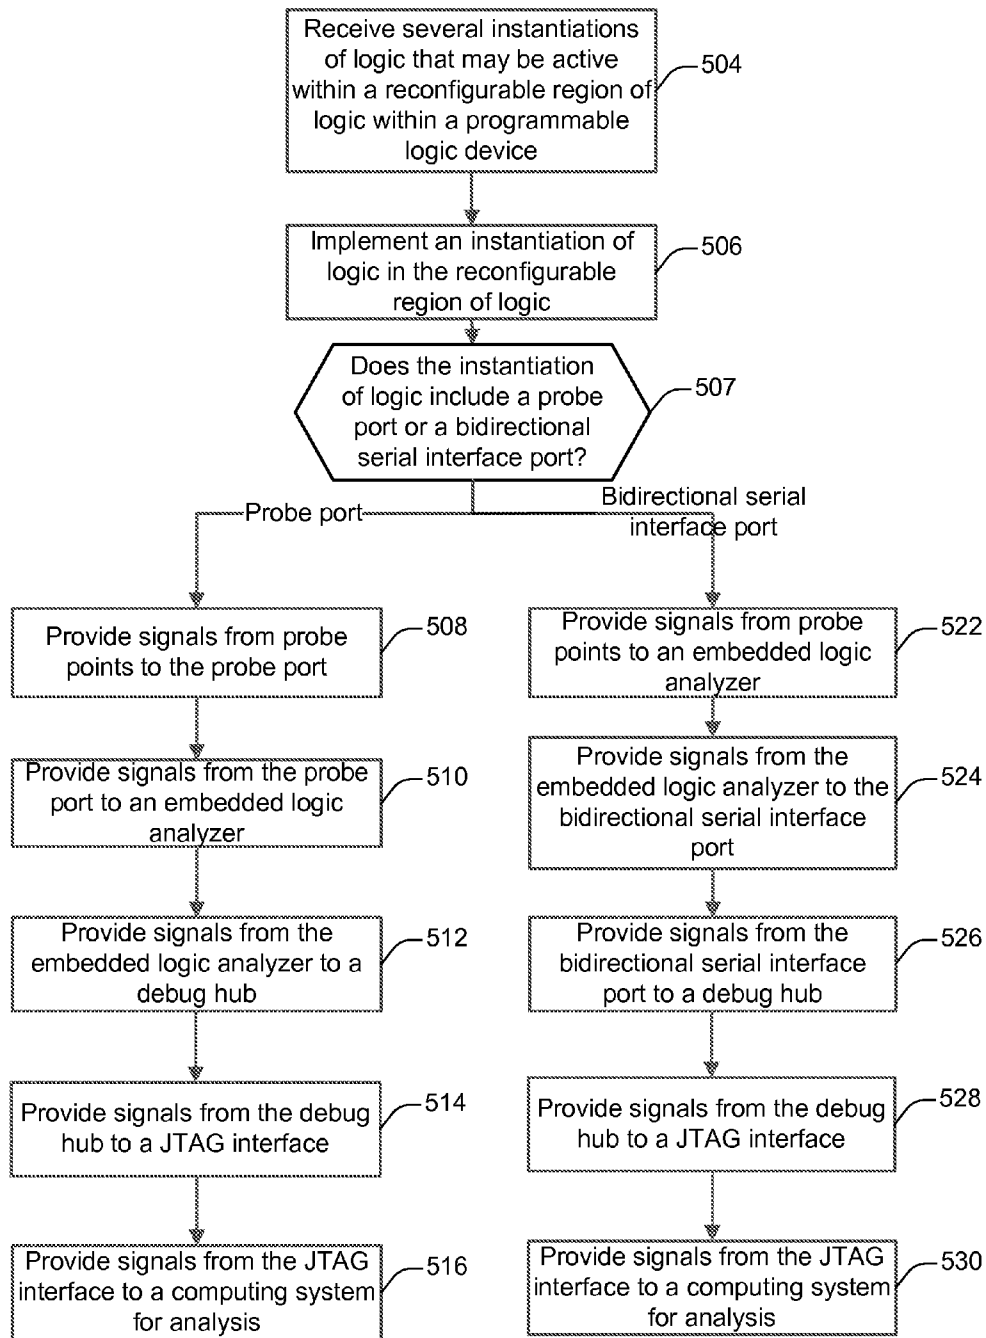 Receive several instantiations
of logic that may be active
within a reconfigurable region of
logic within a programmable
logic device
504
Implement an instantiation of
logic in the reconfigurable
region of logic
506
Does the instantiation
of logic include a probe
port or a bidirectional
serial interface port?
507
Probe port
Bidirectional serial
interface port
Provide signals from probe
points to the probe port
508
Provide signals from the probe
port to an embedded logic
analyzer
510
Provide signals from the
embedded logic analyzer to a
debug hub
512
Provide signals from the debug
hub to a JTAG interface
514
Provide signals from the JTAG
interface to a computing system
for analysis
516
Provide signals from probe
points to an embedded logic
analyzer
522
Provide signals from the
embedded logic analyzer to the
bidirectional serial interface
port
524
Provide signals from the
bidirectional serial interface
port to a debug hub
526
Provide signals from the debug
hub to a JTAG interface
528
Provide signals from the JTAG
interface to a computing system
for analysis
530